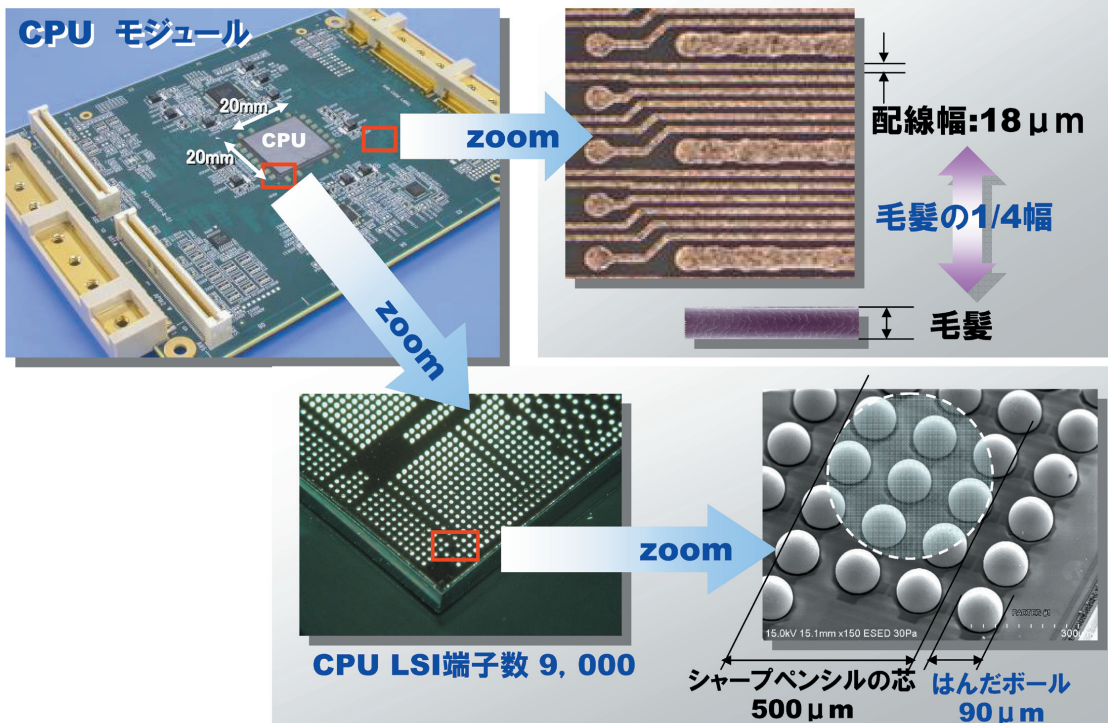 CPU モジュール
20mm
CPU
20mm
zoom
配線幅:18μm
毛髪の1/4幅
毛髪
zoom
zoom
PARTER #1
15.0kV 15.1mm x150 ESED 30Pa
300μm
CPU LSI端子数 9, 000
シャープペンシルの芯
500μm
はんだボール
90μm